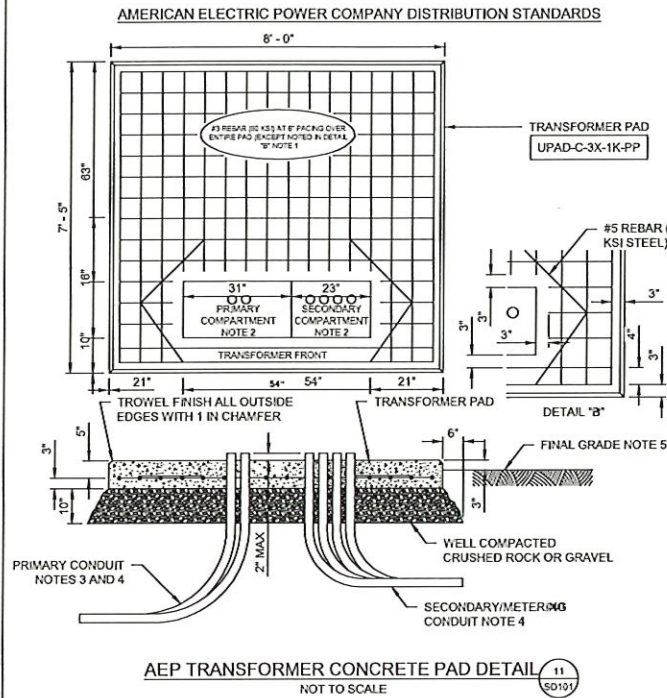 AMERICAN ELECTRIC POWER COMPANY DISTRIBUTION STANDARDS
8' - 0"
#3 REBAR (60 KSI) AT 6" PACING OVER
ENTIRE PAD (EXCEPT NOTED IN DETAIL
"B" NOTE 1
TRANSFORMER PAD
UPAD-C-3X-1K-PP
7' - 5"
63"
16"
10"
#5 REBAR (
KSI STEEL)
31"
23"
PRIMARY
COMPARTMENT
NOTE 2
SECONDARY
COMPARTMENT
NOTE 2
TRANSFORMER FRONT
3"
3"
3"
3"
4"
3"
DETAIL "B"
21"
54"
54"
21"
TROWEL FINISH ALL OUTSIDE
EDGES WITH 1 IN CHAMFER
TRANSFORMER PAD
5"
3"
10"
6"
FINAL GRADE NOTE 5
3"
2" MAX
WELL COMPACTED
CRUSHED ROCK OR GRAVEL
PRIMARY CONDUIT
NOTES 3 AND 4
SECONDARY/METERING
CONDUIT NOTE 4
AEP TRANSFORMER CONCRETE PAD DETAIL
11
SD101
NOT TO SCALE